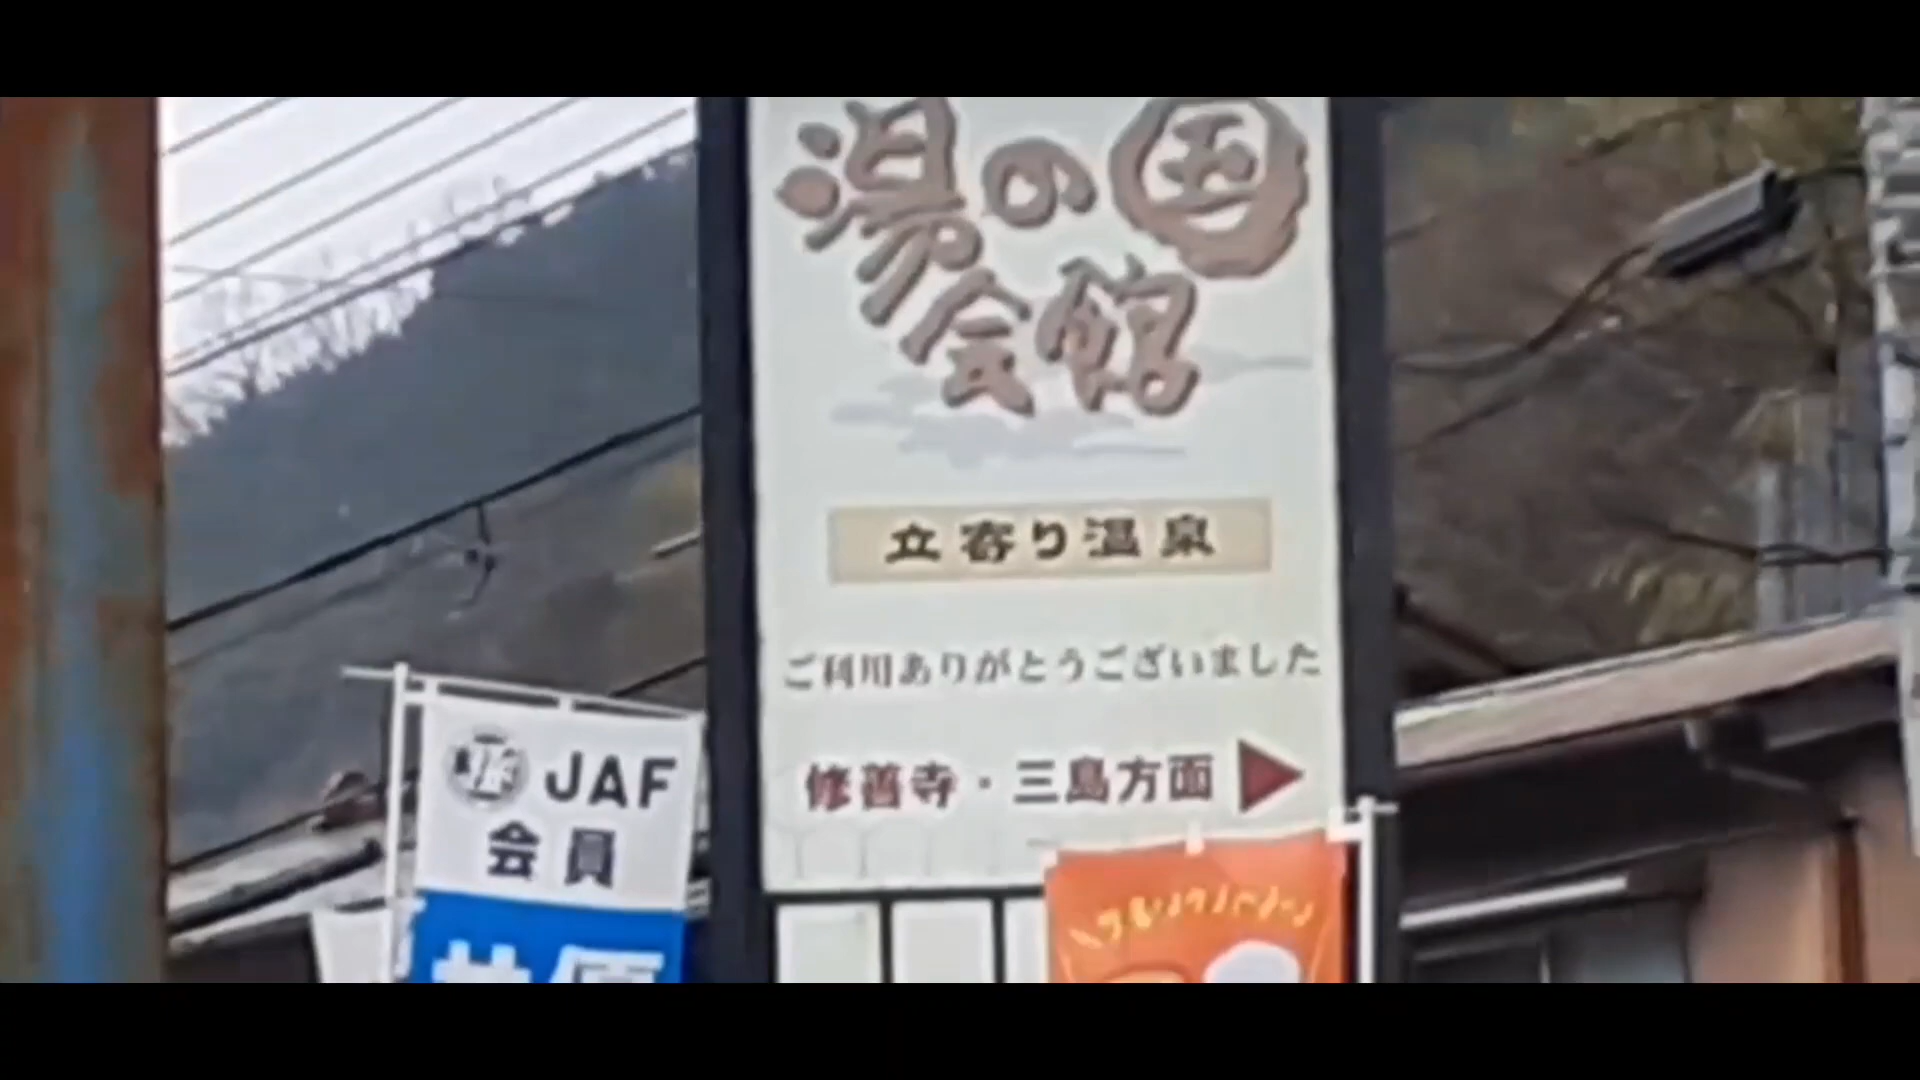 湯の国
会館
立寄り温泉
ご利用ありがとうございました
修善寺・三島方面
JAF
会員